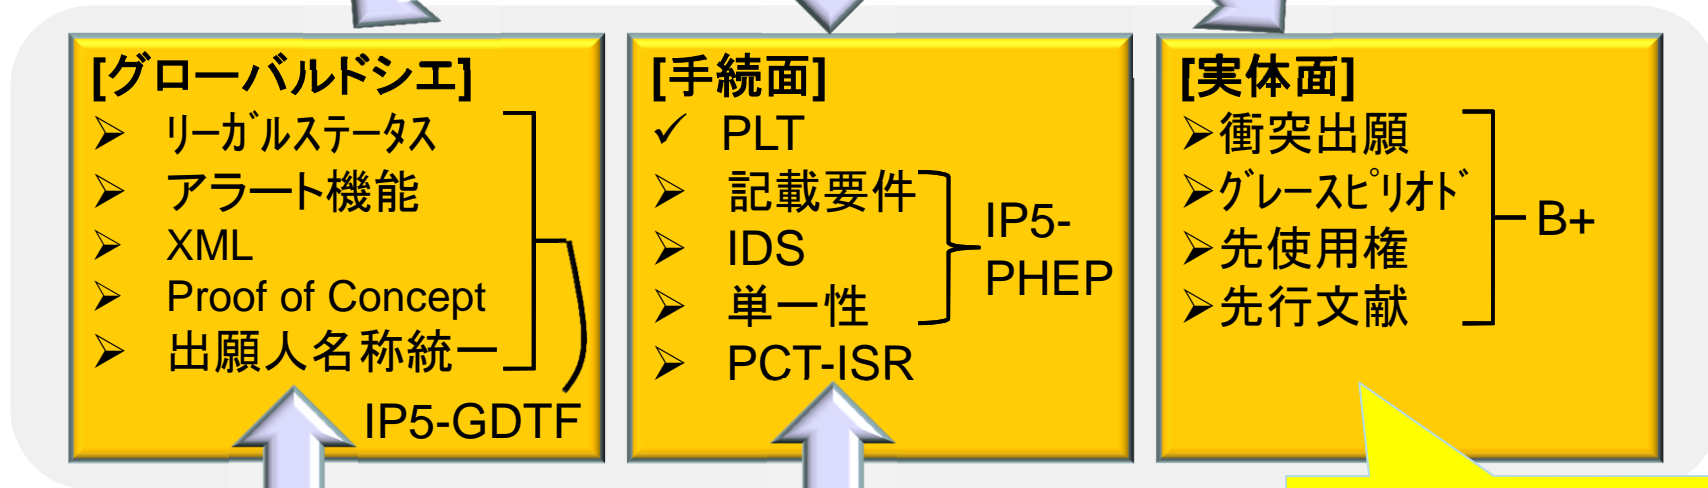 [グローバルドシエ]
➢ リーガルステータス
➢ アラート機能
➢ XML
➢ Proof of Concept
➢ 出願人名称統一
IP5-GDTF
[手続面]
✓ PLT
➢ 記載要件
➢ IDS
➢ 単一性
➢ PCT-ISR
IP5-
PHEP
[実体面]
➢衝突出願
➢グレースピリオド
➢先使用権
➢先行文献
B+